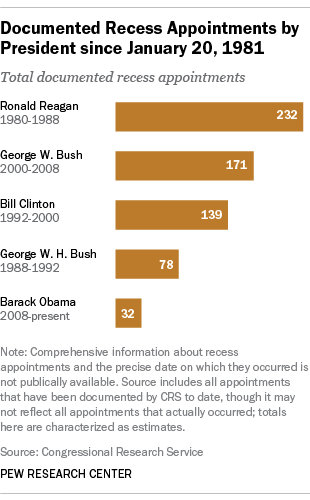 Documented Recess Appointments by
President since January 20, 1981
Total documented recess appointments
Ronald Reagan
1980-1988
232
George W. Bush
2000-2008
171
Bill Clinton
1992-2000
139
George W. H. Bush
1988-1992
78
Barack Obama
2008-present
32
Note: Comprehensive information about recess
appointments and the precise date on which they occurred is
not publically available. Source includes all appointments
that have been documented by CRS to date, though it may
not reflect all appointments that actually occurred; totals
here are characterized as estimates.
Source: Congressional Research Service
PEW RESEARCH CENTER